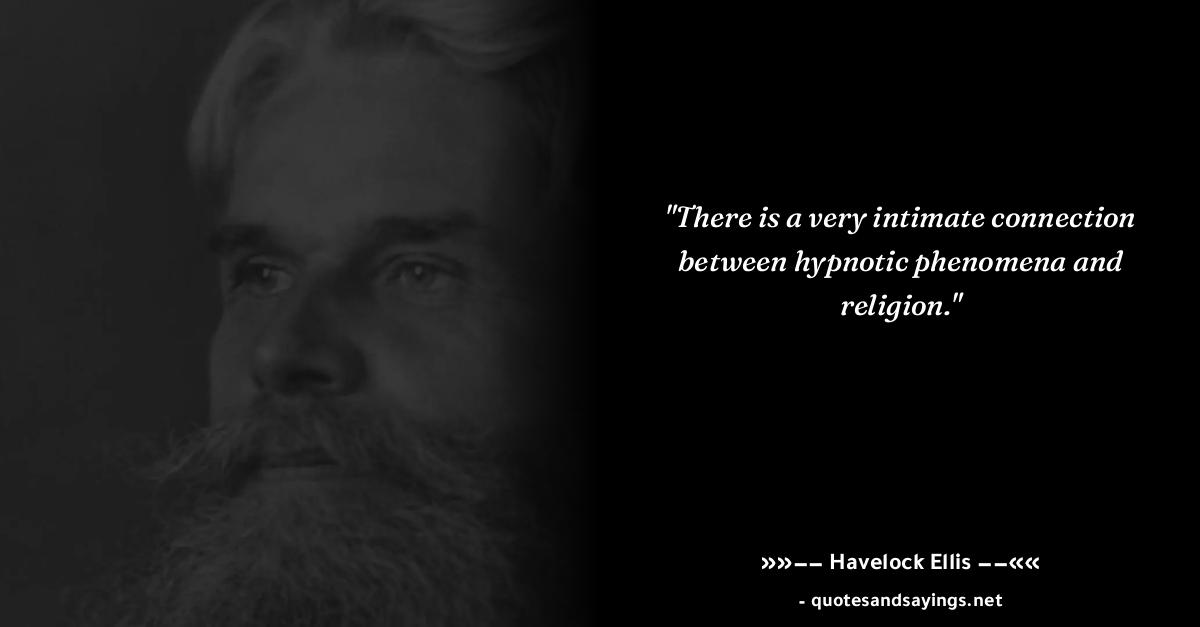 "There is a very intimate connection
between hypnotic phenomena and
religion."
»»−− Havelock Ellis −−««
- quotesandsayings.net